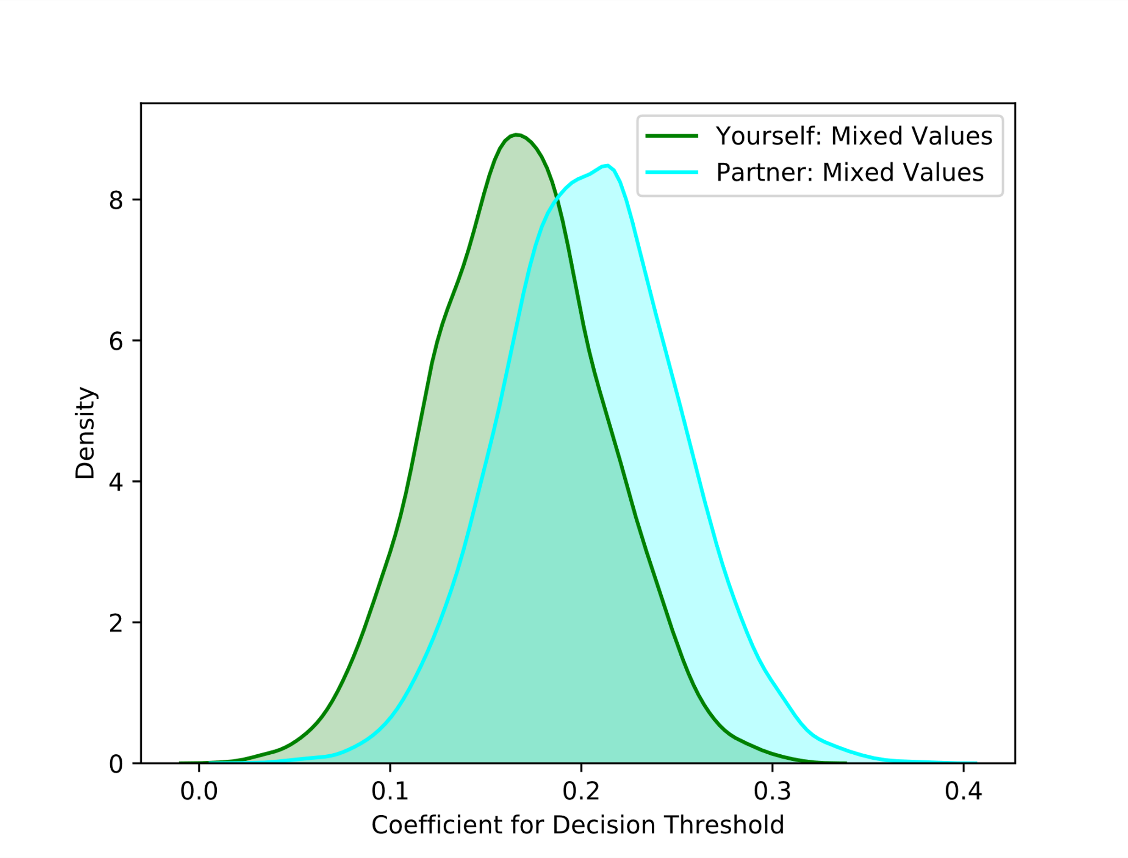 Yourself: Mixed Values
Partner: Mixed Values
8
6
4
2
0
Density
0.0 0.1 0.2 0.3 0.4
Coefficient for Decision Threshold